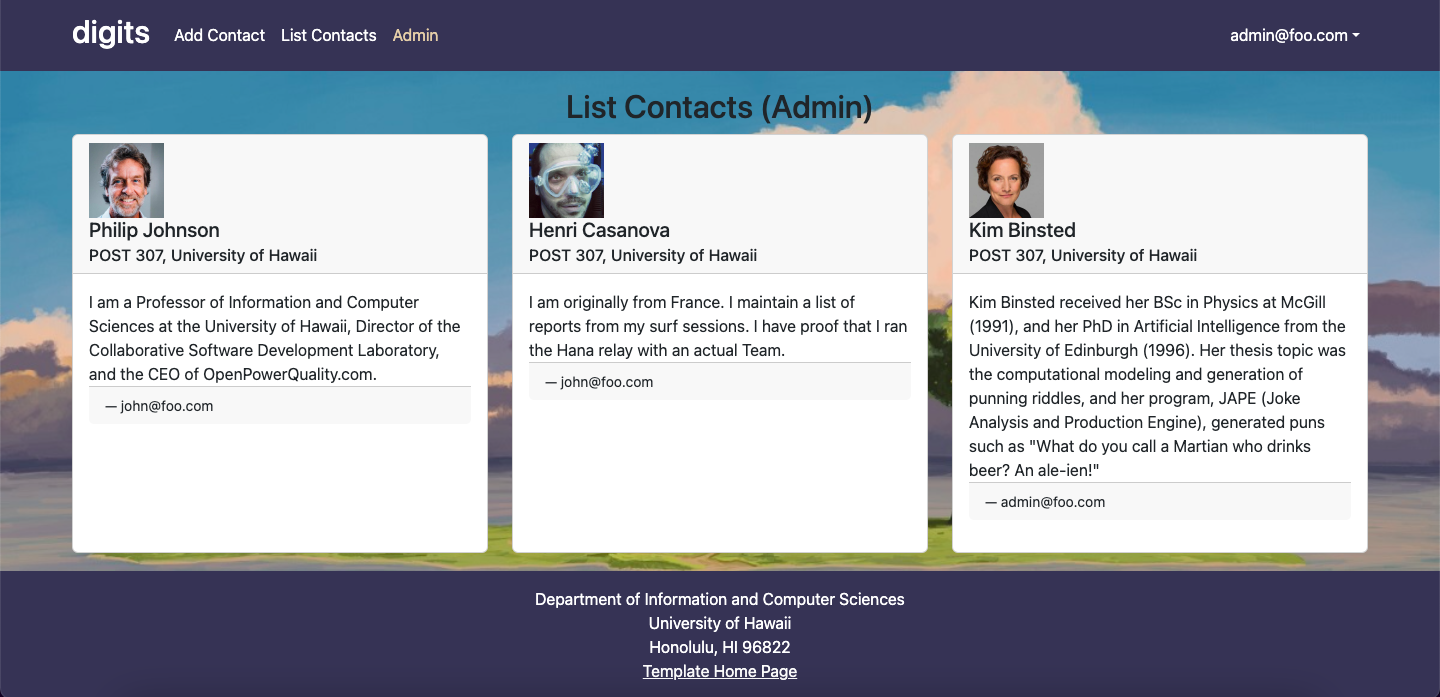 digits Add Contact List Contacts Admin admin@foo.com
List Contacts (Admin)
Philip Johnson
POST 307, University of Hawaii
I am a Professor of Information and Computer
Sciences at the University of Hawaii, Director of the
Collaborative Software Development Laboratory,
and the CEO of OpenPowerQuality.com.
— john@foo.com
Henri Casanova
POST 307, University of Hawaii
I am originally from France. I maintain a list of
reports from my surf sessions. I have proof that I ran
the Hana relay with an actual Team.
— john@foo.com
Kim Binsted
POST 307, University of Hawaii
Kim Binsted received her BSc in Physics at McGill
(1991), and her PhD in Artificial Intelligence from the
University of Edinburgh (1996). Her thesis topic was
the computational modeling and generation of
punning riddles, and her program, JAPE (Joke
Analysis and Production Engine), generated puns
such as "What do you call a Martian who drinks
beer? An ale-ien!"
— admin@foo.com
Department of Information and Computer Sciences
University of Hawaii
Honolulu, HI 96822
Template Home Page